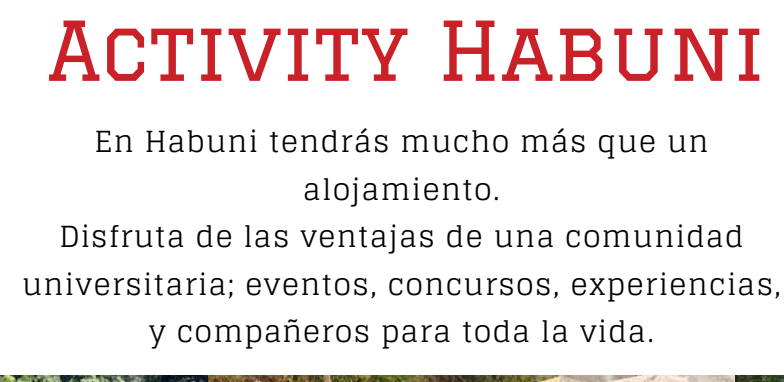 Activity Habuni
En Habuni tendrás mucho más que un
alojamiento.
Disfruta de las ventajas de una comunidad
universitaria; eventos, concursos, experiencias,
y compañeros para toda la vida.